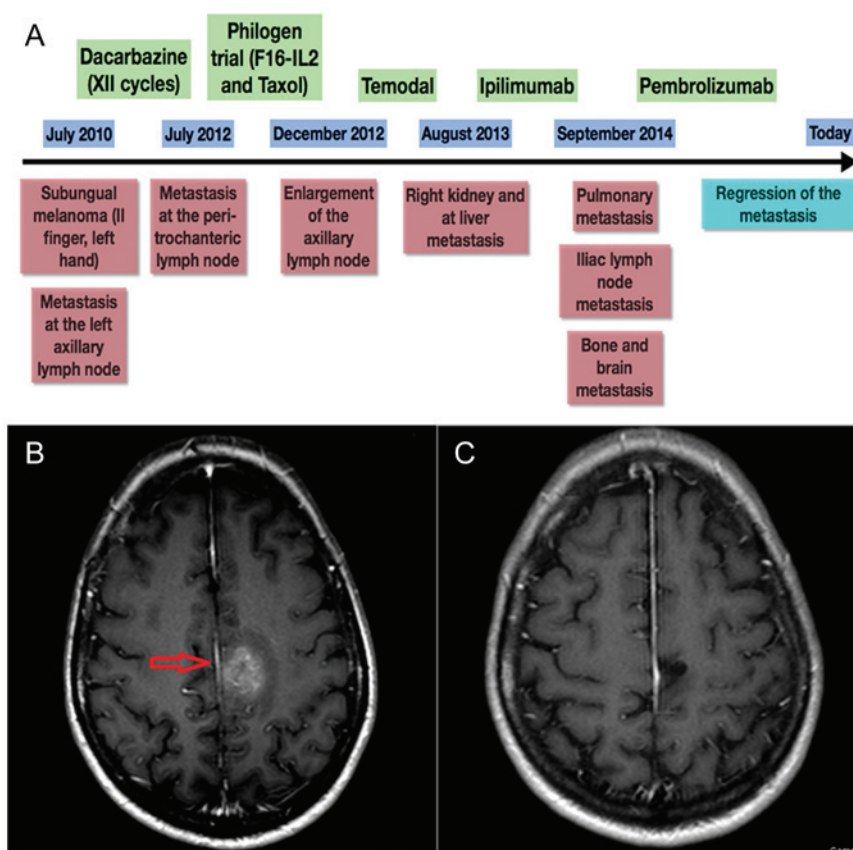 A
Dacarbazine
(XII cycles)
Philogen
trial (F16-IL2
and Taxol)
Temodal
Ipilimumab
Pembrolizumab
July 2010
July 2012
December 2012
August 2013
September 2014
Today
Subungual
melanoma (II
finger, left
hand)
Metastasis
at the left
axillary
lymph node
Metastasis
at the peri-
trochanteric
lymph node
Enlargement
of the
axillary
lymph node
Right kidney and
at liver
metastasis
Pulmonary
metastasis
Iliac lymph
node
metastasis
Bone and
brain
metastasis
Regression of the
metastasis
B
C